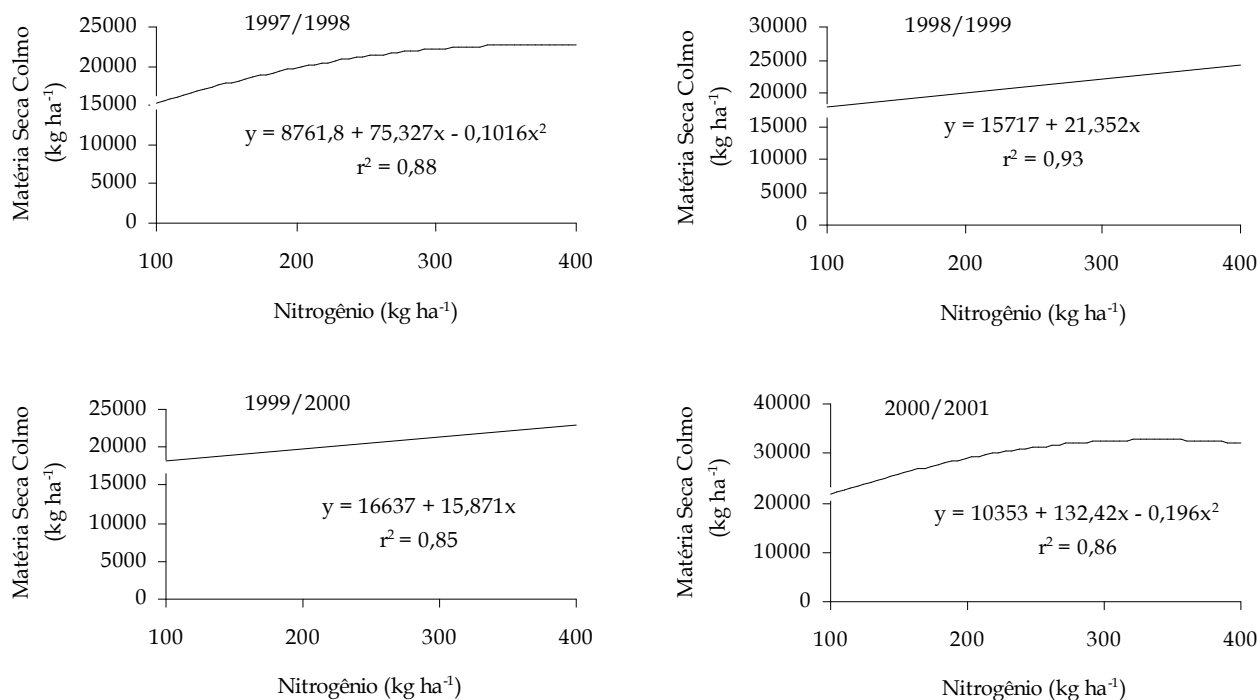 1997/1998
Matéria Seca Colmo
(kg ha⁻¹)
25000
20000
15000
10000
5000
0
y = 8761,8 + 75,327x - 0,1016x²
r² = 0,88
100 200 300 400
Nitrogênio (kg ha⁻¹)
1998/1999
Matéria Seca Colmo
(kg ha⁻¹)
30000
25000
20000
15000
10000
5000
0
y = 15717 + 21,352x
r² = 0,93
100 200 300 400
Nitrogênio (kg ha⁻¹)
1999/2000
Matéria Seca Colmo
(kg ha⁻¹)
25000
20000
15000
10000
5000
0
y = 16637 + 15,871x
r² = 0,85
100 200 300 400
Nitrogênio (kg ha⁻¹)
2000/2001
Matéria Seca Colmo
(kg ha⁻¹)
40000
30000
20000
10000
0
y = 10353 + 132,42x - 0,196x²
r² = 0,86
100 200 300 400
Nitrogênio (kg ha⁻¹)